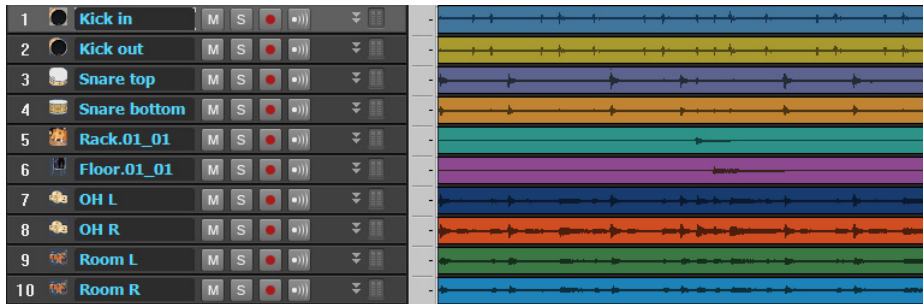 1 Kick in M S
2 Kick out M S
3 Snare top M S
4 Snare bottom M S
5 Rack.01_01 M S
6 Floor.01_01 M S
7 OH L M S
8 OH R M S
9 Room L M S
10 Room R M S